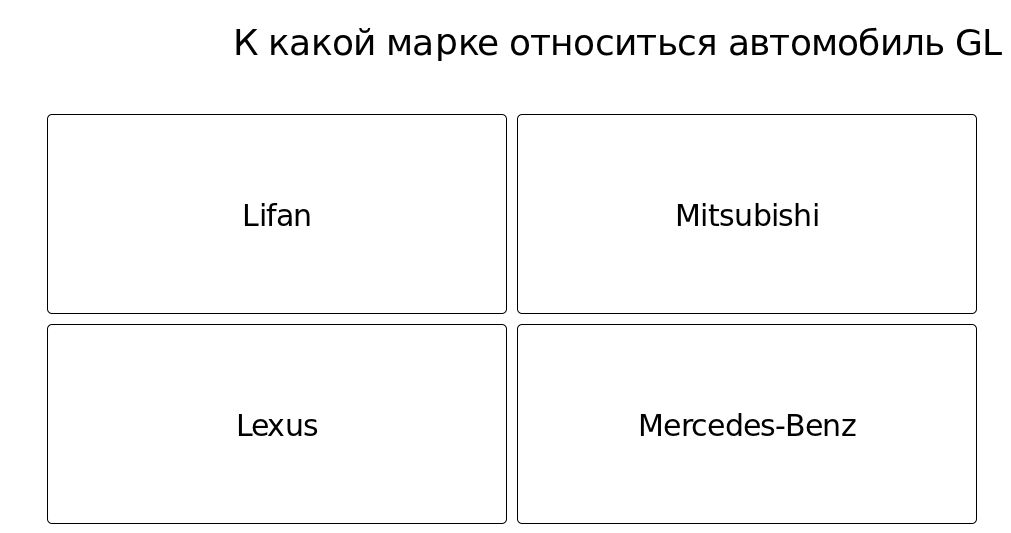 К какой марке относиться автомобиль GL
Lifan
Mitsubishi
Lexus
Mercedes-Benz